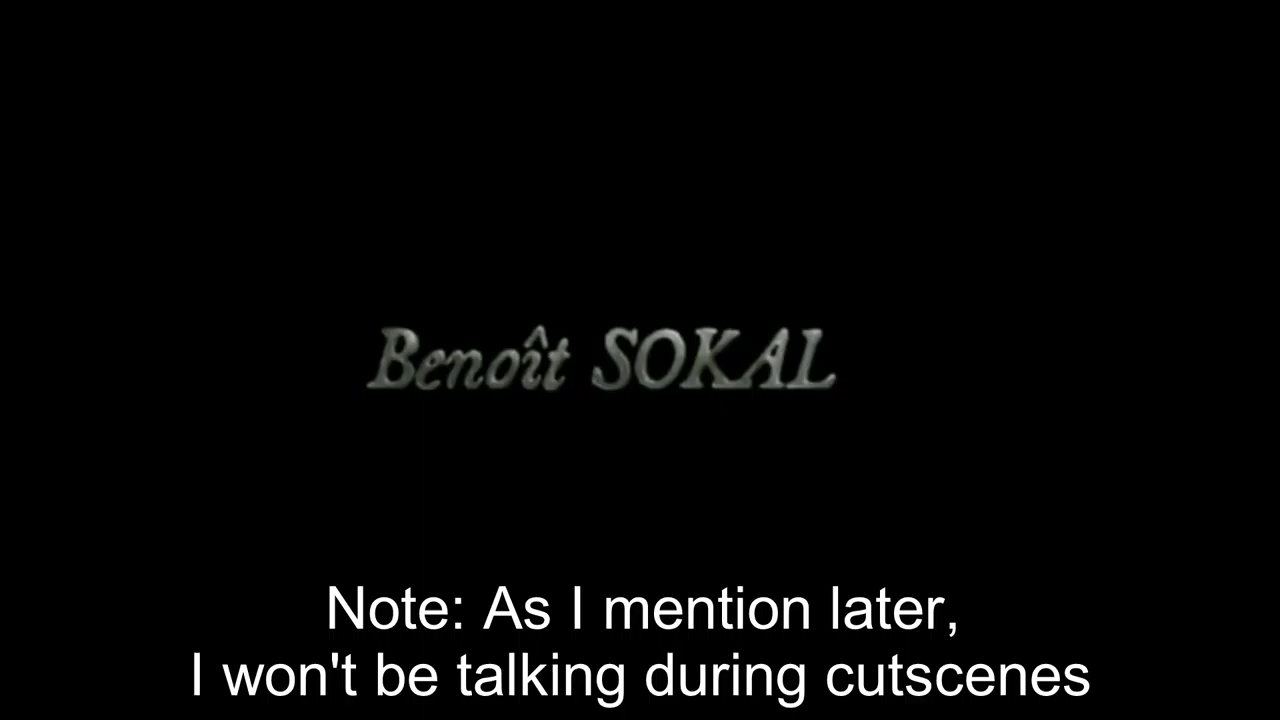 Benoît SOKAL
Note: As I mention later,
I won't be talking during cutscenes